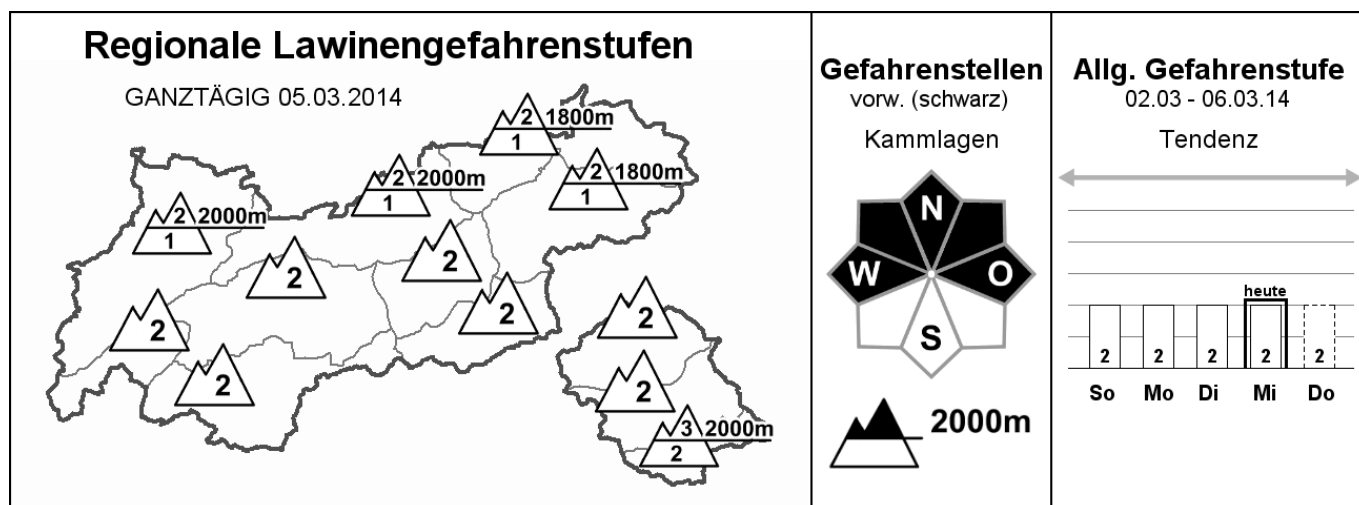 Regionale Lawinengefahrenstufen
GANZTÄGIG 05.03.2014
2 1800m
1
2 1800m
1
2 2000m
1
2 2000m
1
2
2
2
2
2
2
2
3 2000m
2
Gefahrenstellen
vorw. (schwarz)
Kammlagen
N
W O
S
2000m
Allg. Gefahrenstufe
02.03 - 06.03.14
Tendenz
heute
2 2 2 2 2
So Mo Di Mi Do